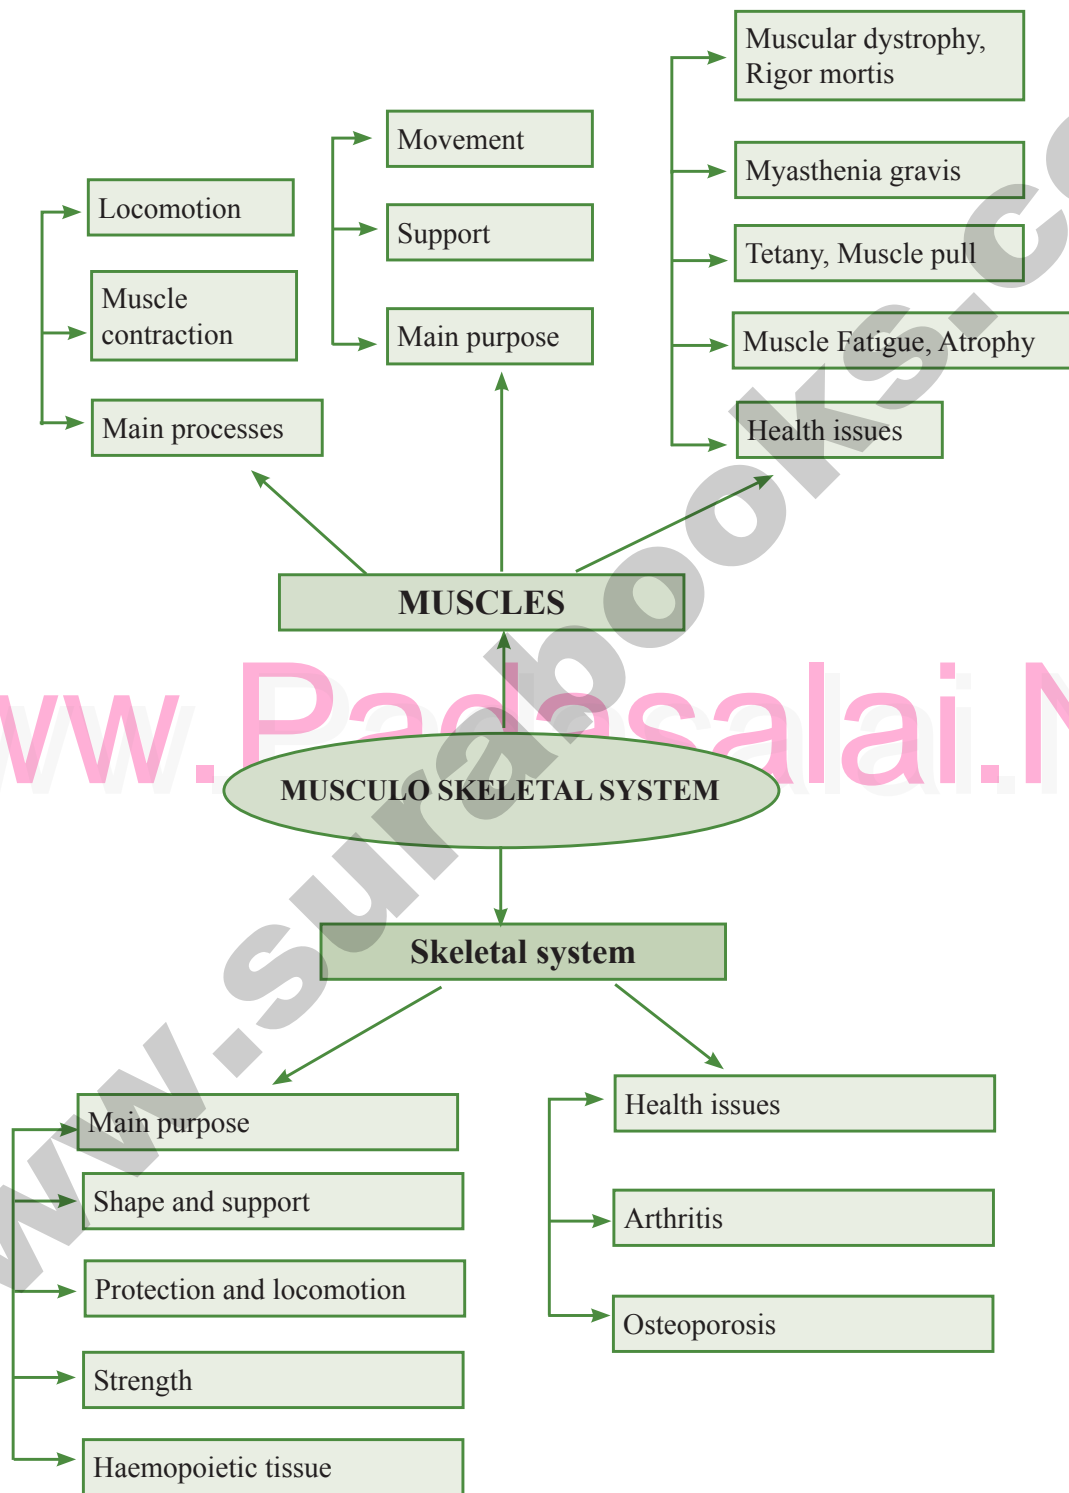 Muscular dystrophy,
Rigor mortis
Movement
Myasthenia gravis
Locomotion
Support
Tetany, Muscle pull
Muscle
contraction
Main purpose
Muscle Fatigue, Atrophy
Main processes
Health issues
MUSCLES
ww.Padasalai.N
MUSCULO SKELETAL SYSTEM
www.surabooks.co
Skeletal system
Main purpose
Health issues
Shape and support
Arthritis
Protection and locomotion
Osteoporosis
Strength
Haemopoietic tissue